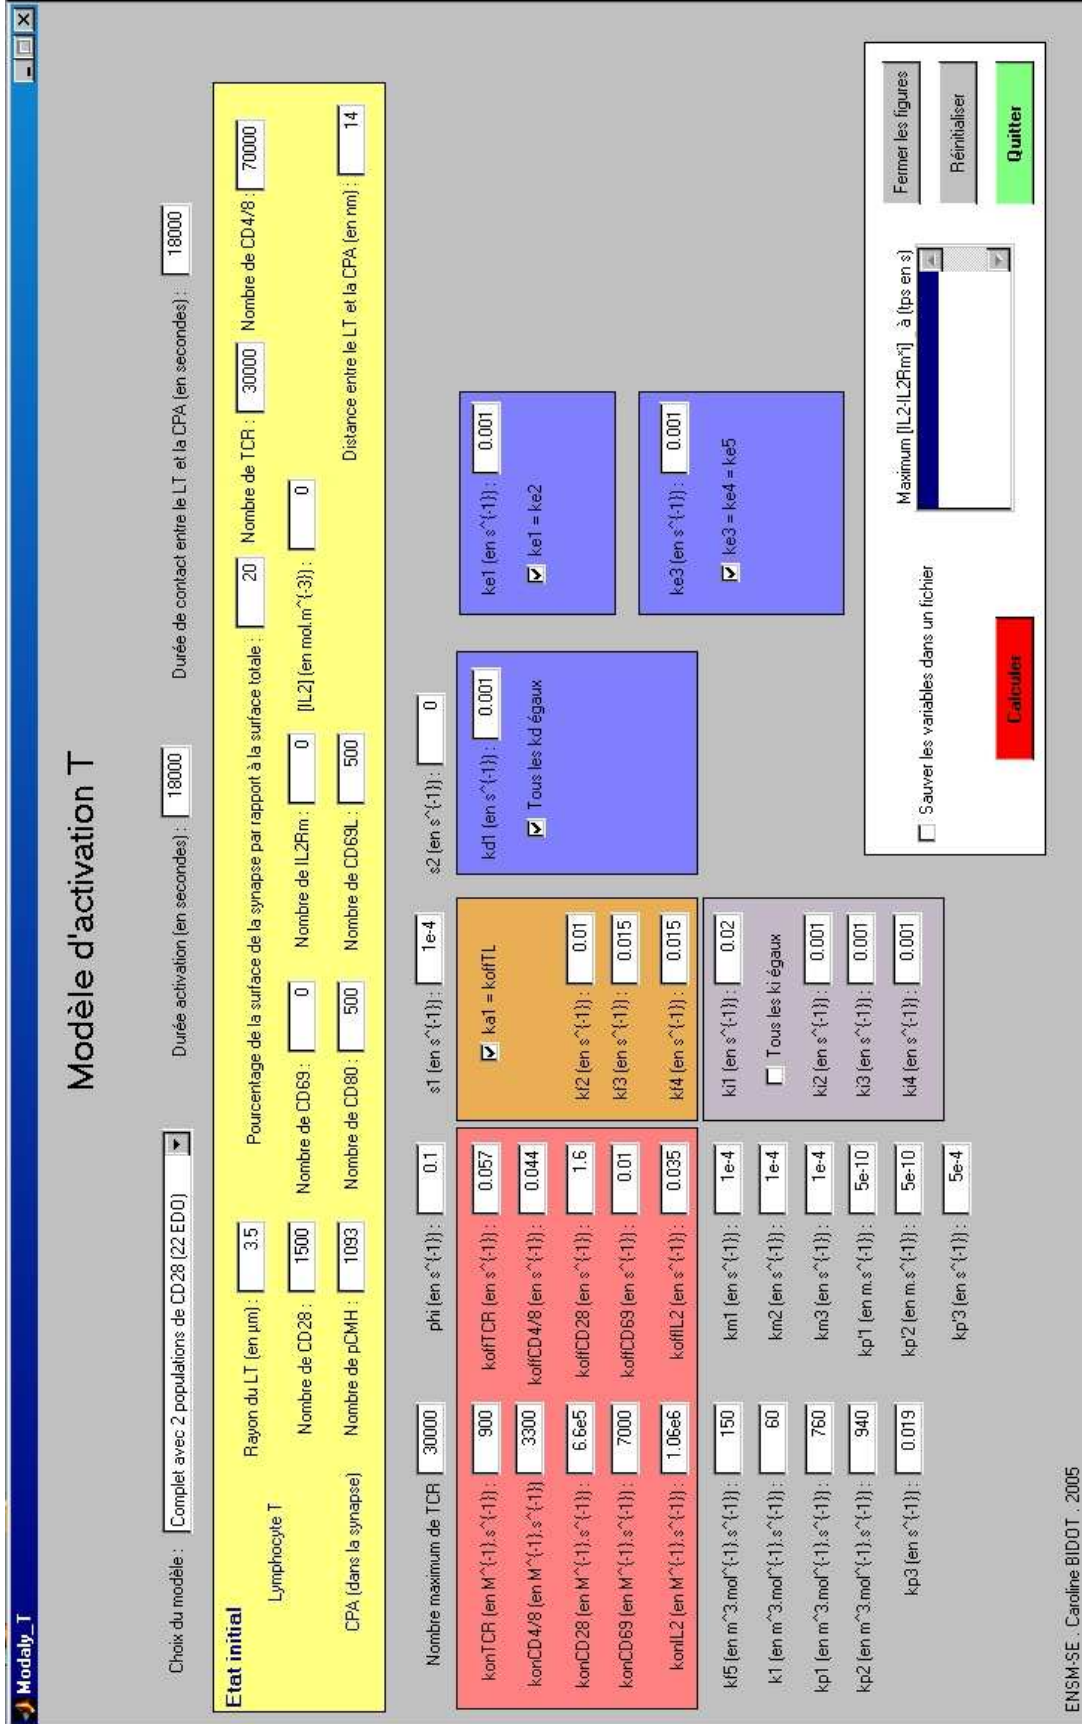 Modaly_T
Modèle d'activation T
Choix du modèle : Complet avec 2 populations de CD28 (22 EDO) Durée activation (en secondes) : 18000 Durée de contact entre le LT et la CPA (en secondes) : 18000
Etat initial
Lymphocyte T
Rayon du LT (en µm) : 3.5 Pourcentage de la surface de la synapse par rapport à la surface totale : 20 Nombre de TCR : 30000 Nombre de CD4/8 : 70000
Nombre de CD28 : 1500 Nombre de CD69 : 0 Nombre de IL2Rm : 0 [IL2] (en mol.m^{-3}) : 0
CPA (dans la synapse) Nombre de pCMH : 1093 Nombre de CD80 : 500 Nombre de CD69L : 500 Distance entre le LT et la CPA (en nm) : 14
Nombre maximum de TCR 30000 phi (en s^{-1}) : 0.1 s1 (en s^{-1}) : 1e-4 s2 (en s^{-1}) : 0
konTCR (en M^{-1}.s^{-1}) : 900 koffTCR (en s^{-1}) : 0.057 ka1 = koffTL kd1 (en s^{-1}) : 0.001 ke1 (en s^{-1}) : 0.001
konCD4/8 (en M^{-1}.s^{-1}) 3300 koffCD4/8 (en s^{-1}) : 0.044 Tous les kd égaux ke1 = ke2
konCD28 (en M^{-1}.s^{-1}) : 6.6e5 koffCD28 (en s^{-1}) : 1.6 kf2 (en s^{-1}) : 0.01
konCD69 (en M^{-1}.s^{-1}) : 7000 koffCD69 (en s^{-1}) : 0.01 kf3 (en s^{-1}) : 0.015
konIL2 (en M^{-1}.s^{-1}) : 1.06e6 koffIL2 (en s^{-1}) : 0.035 kf4 (en s^{-1}) : 0.015 ke3 (en s^{-1}) : 0.001
ke3 = ke4 = ke5
kf5 (en m^3.mol^{-1}.s^{-1}) : 150 km1 (en s^{-1}) : 1e-4 ki1 (en s^{-1}) : 0.02
k1 (en m^3.mol^{-1}.s^{-1}) : 60 km2 (en s^{-1}) : 1e-4 Tous les ki égaux
kp1 (en m^3.mol^{-1}.s^{-1}) : 760 km3 (en s^{-1}) : 1e-4 ki2 (en s^{-1}) : 0.001
kp2 (en m^3.mol^{-1}.s^{-1}) : 940 kp'1 (en m.s^{-1}) : 5e-10 ki3 (en s^{-1}) : 0.001
kp3 (en s^{-1}) : 0.019 kp'2 (en m.s^{-1}) : 5e-10 ki4 (en s^{-1}) : 0.001
kp'3 (en s^{-1}) : 5e-4
Sauver les variables dans un fichier Maximum [IL2-IL2Rm*i] _ à (tps en s) Fermer les figures
Réinitialiser
Calculer Quitter
ENSM-SE . Caroline BIDOT . 2005